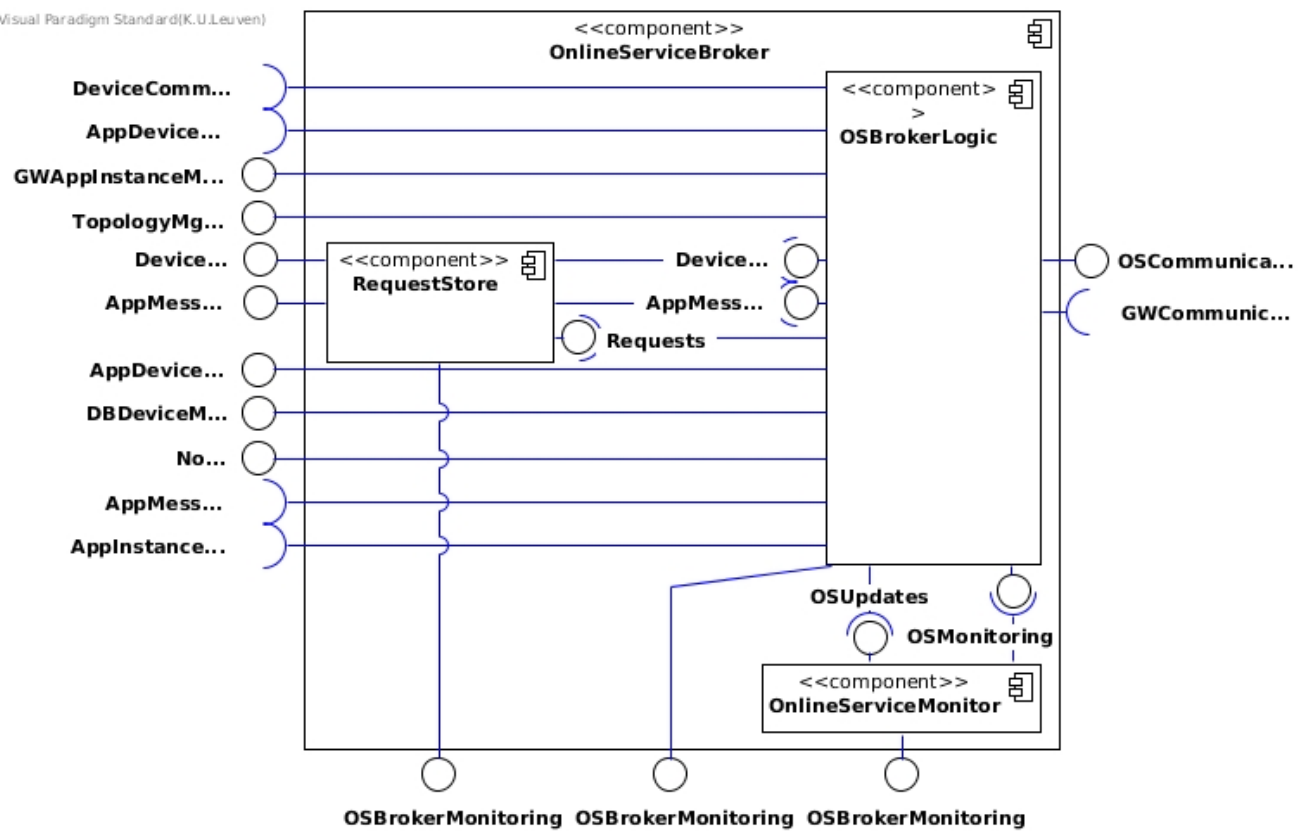 Visual Paradigm Standard(K.U.Leuven)
<<component>>
OnlineServiceBroker
DeviceComm...
AppDevice...
GWAppInstanceM...
TopologyMg...
Device...
AppMess...
AppDevice...
DBDeviceM...
No...
AppMess...
AppInstance...
<<component>>
RequestStore
Device...
AppMess...
Requests
<<component>
>
OSBrokerLogic
OSCommunica...
GWCommunic...
OSUpdates
OSMonitoring
<<component>>
OnlineServiceMonitor
OSBrokerMonitoring
OSBrokerMonitoring
OSBrokerMonitoring